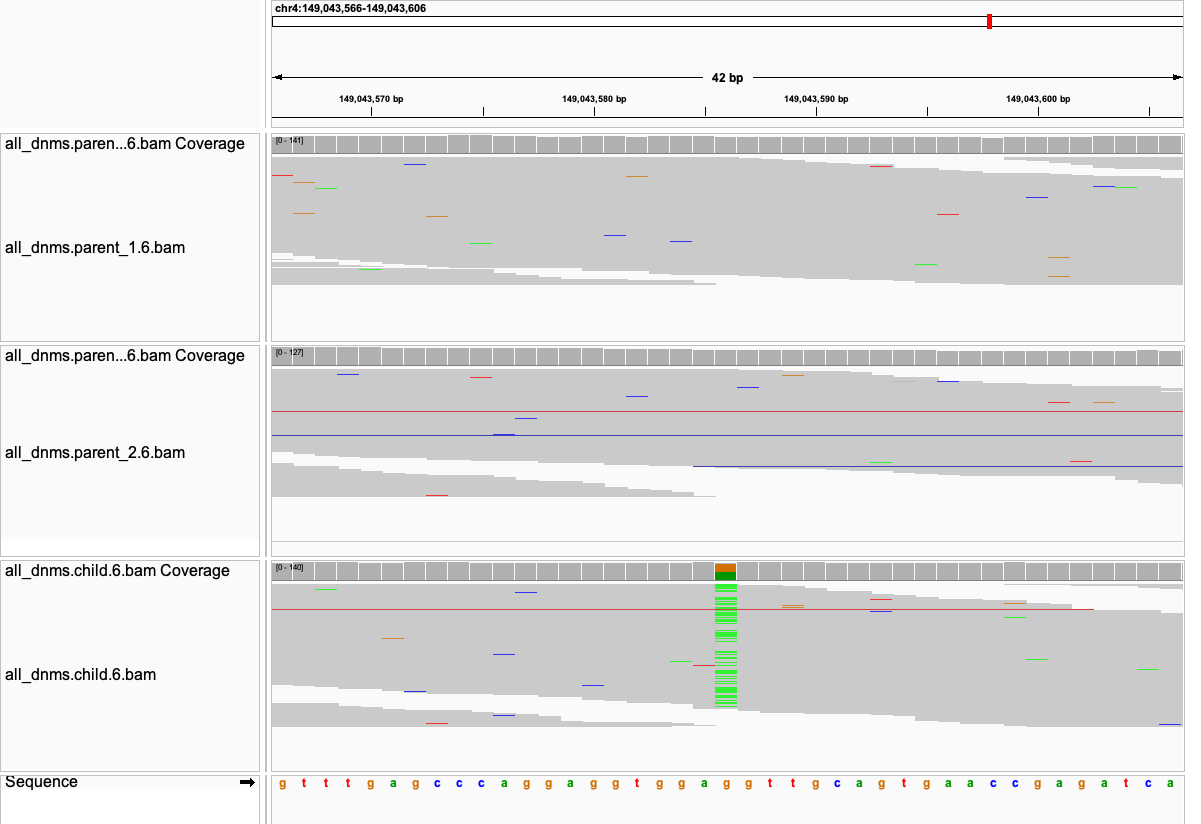 chr4:149,043,566-149,043,606
42 bp
149,043,570 bp 149,043,580 bp 149,043,590 bp 149,043,600 bp
all_dnms.paren...6.bam Coverage [0 - 141]
all_dnms.parent_1.6.bam
all_dnms.paren...6.bam Coverage [0 - 127]
all_dnms.parent_2.6.bam
all_dnms.child.6.bam Coverage [0 - 140]
all_dnms.child.6.bam
Sequence g t t t g a g c c c a g g a g g t g g a g g t t g c a g t g a a c c g a g a t c a